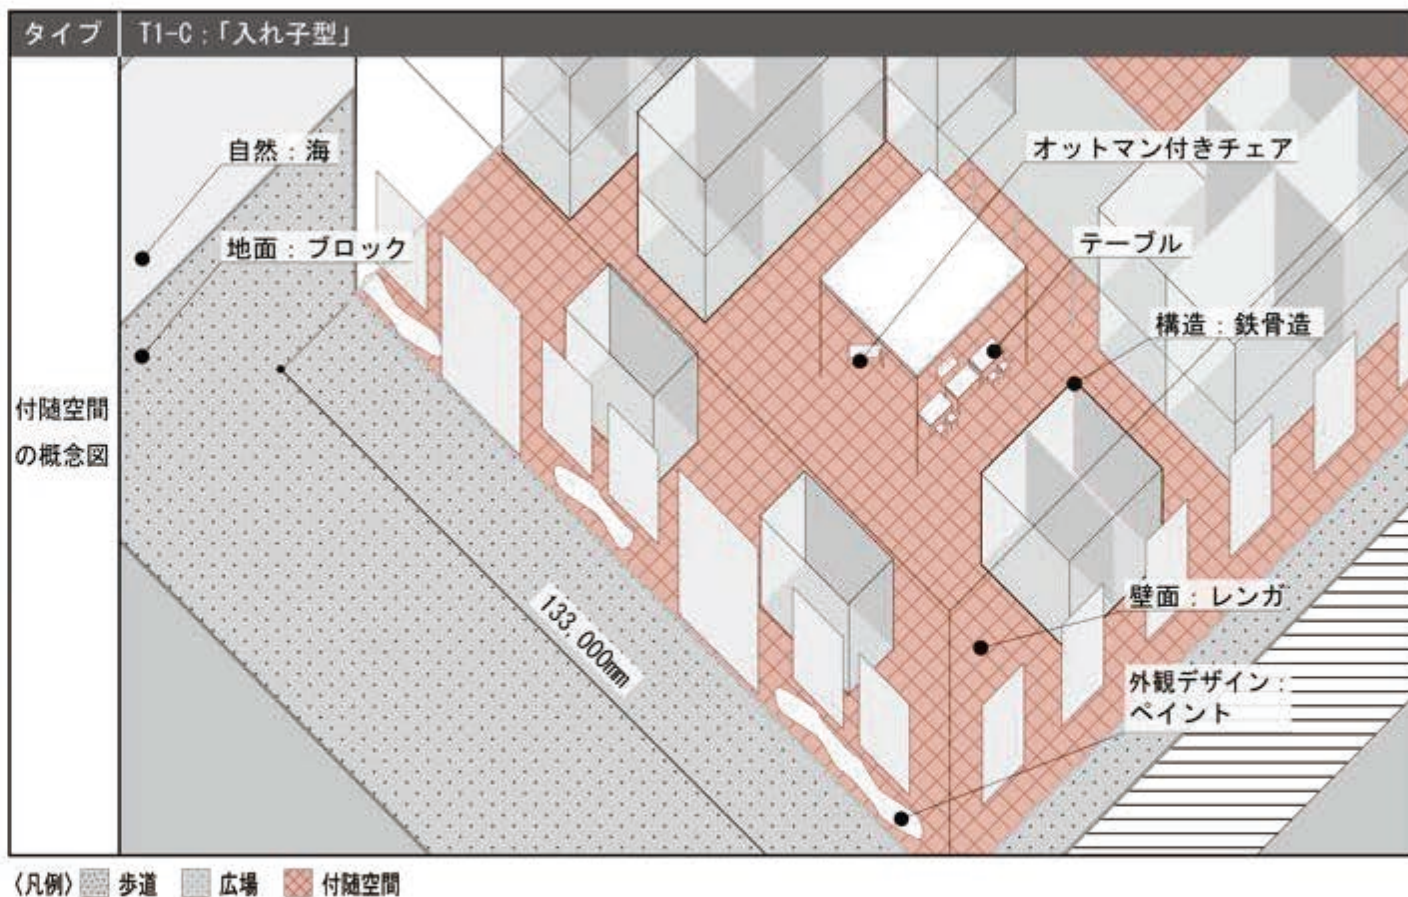 タイプ T1-C：「入れ子型」
自然：海
オットマン付きチェア
地面：ブロック
テーブル
構造：鉄骨造
付随空間
の概念図
壁面：レンガ
133,000mm
外観デザイン：
ペイント
〈凡例〉 歩道 広場 付随空間